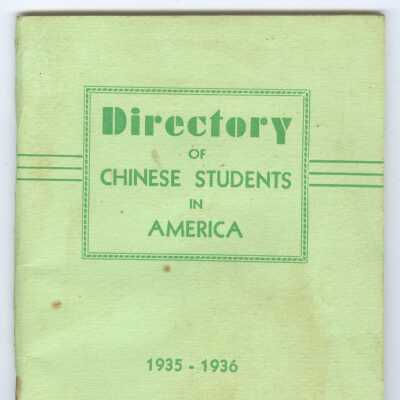 Directory
OF
CHINESE STUDENTS
IN
AMERICA
1935 - 1936